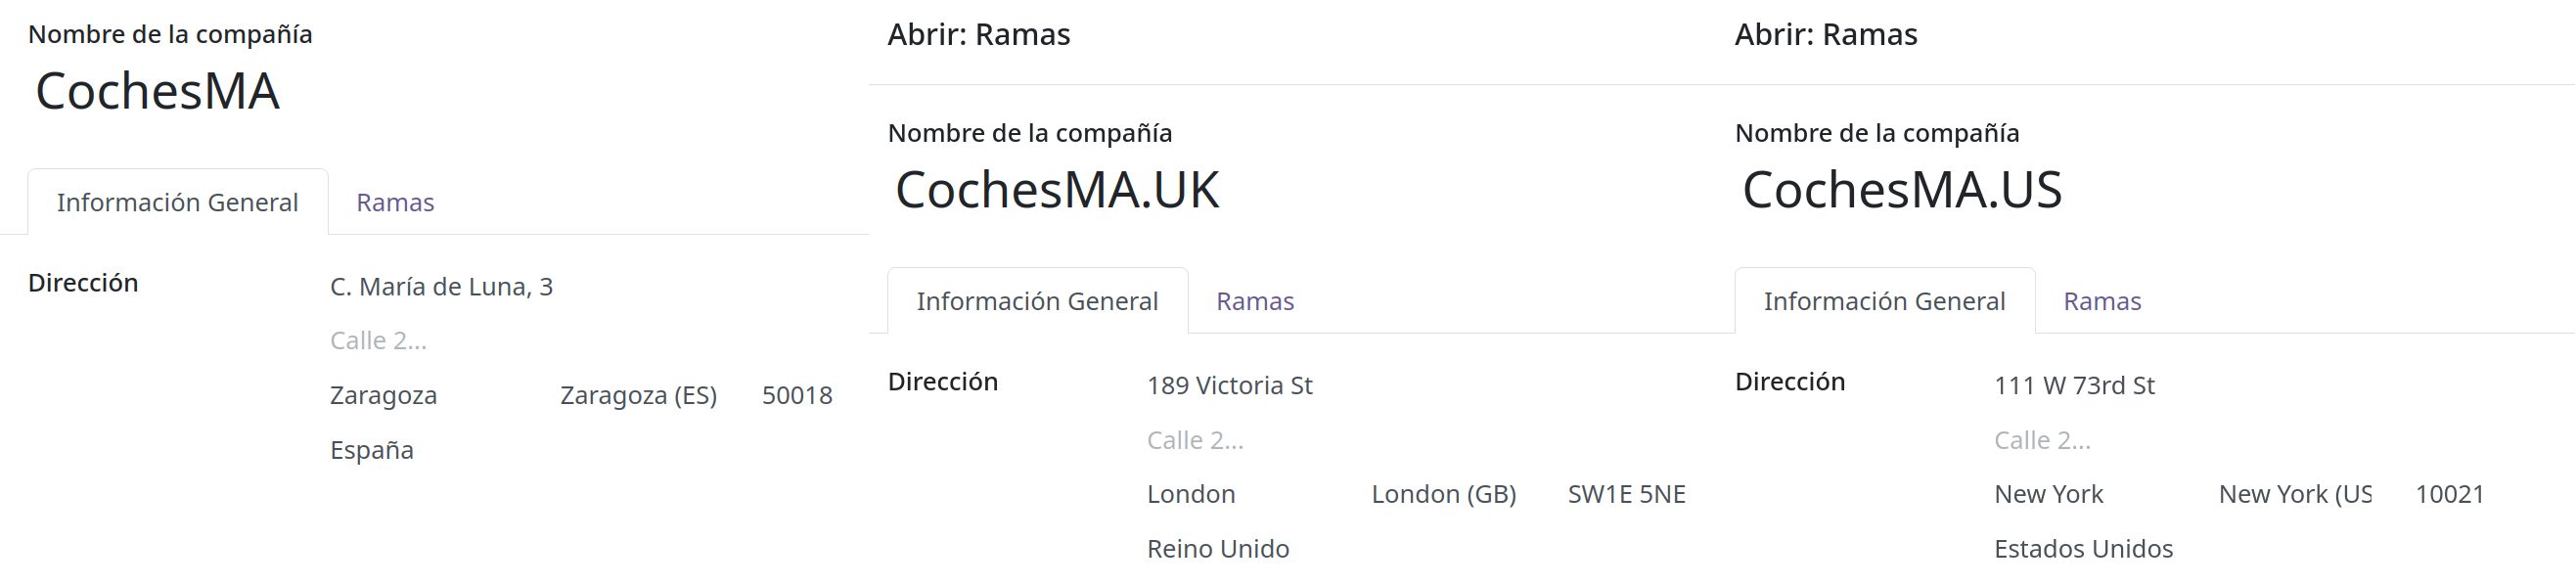 Nombre de la compañía
CochesMA
Información General Ramas
Dirección C. María de Luna, 3
Calle 2...
Zaragoza Zaragoza (ES) 50018
España
Abrir: Ramas
Nombre de la compañía
CochesMA.UK
Información General Ramas
Dirección 189 Victoria St
Calle 2...
London London (GB) SW1E 5NE
Reino Unido
Abrir: Ramas
Nombre de la compañía
CochesMA.US
Información General Ramas
Dirección 111 W 73rd St
Calle 2...
New York New York (US 10021
Estados Unidos